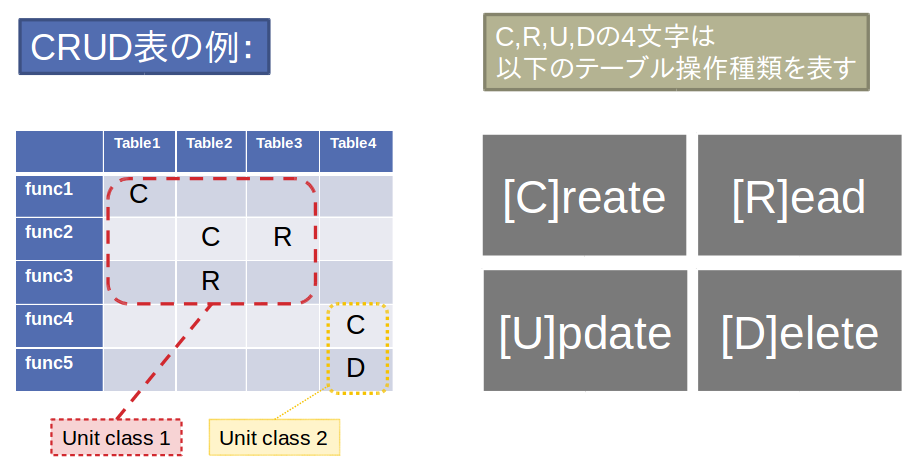 CRUD表の例:
C,R,U,Dの4文字は
以下のテーブル操作種類を表す
Table1 Table2 Table3 Table4
func1 C
func2 C R
func3 R
func4 C
func5 D
Unit class 1
Unit class 2
[C]reate
[R]ead
[U]pdate
[D]elete